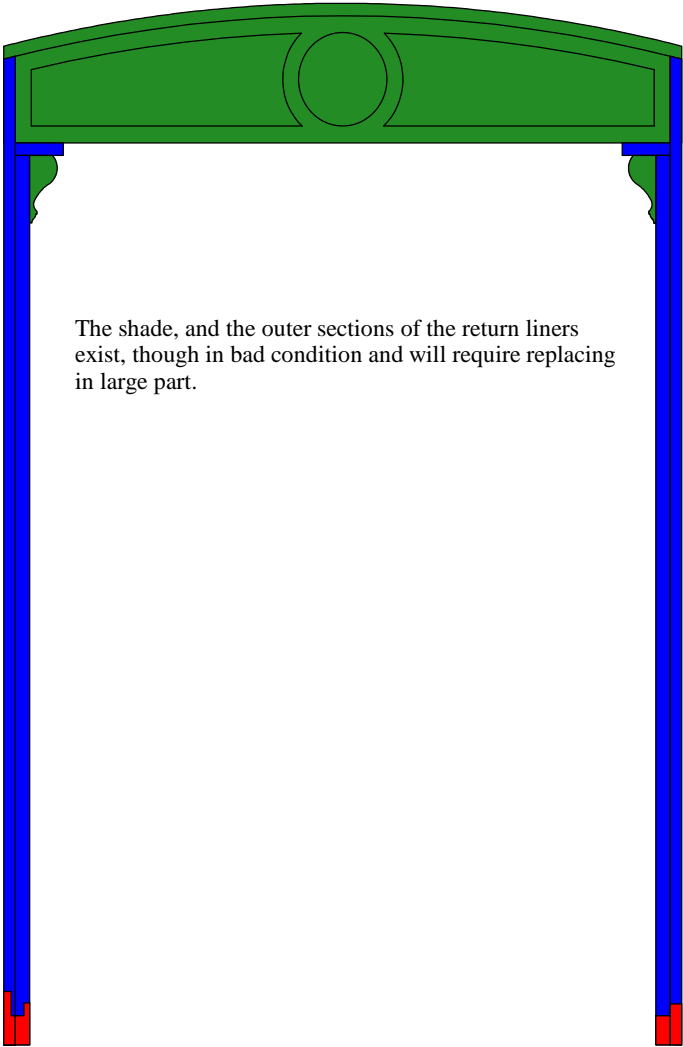 The shade, and the outer sections of the return liners
exist, though in bad condition and will require replacing
in large part.